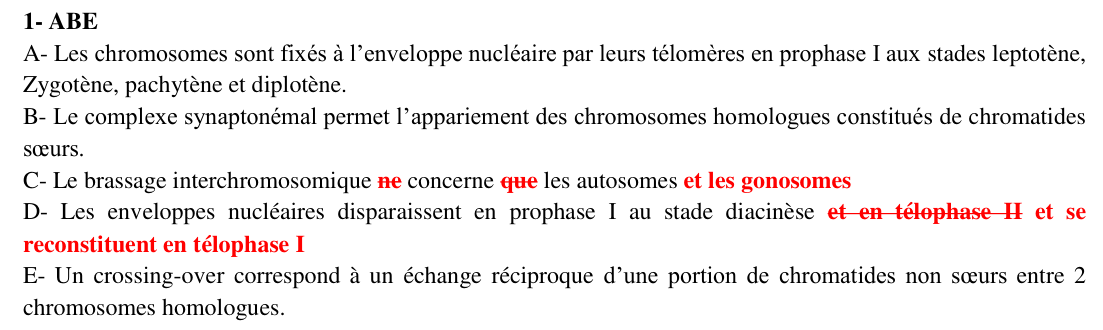 1- ABE
A- Les chromosomes sont fixés à l'enveloppe nucléaire par leurs télomères en prophase I aux stades leptotène,
Zygotène, pachytène et diplotène.
B- Le complexe synaptonémal permet l'appariement des chromosomes homologues constitués de chromatides
sœurs.
C- Le brassage interchromosomique ne concerne que les autosomes et les gonosomes
D- Les enveloppes nucléaires disparaissent en prophase I au stade diacinèse et en télophase II et se
reconstituent en télophase I
E- Un crossing-over correspond à un échange réciproque d'une portion de chromatides non sœurs entre 2
chromosomes homologues.